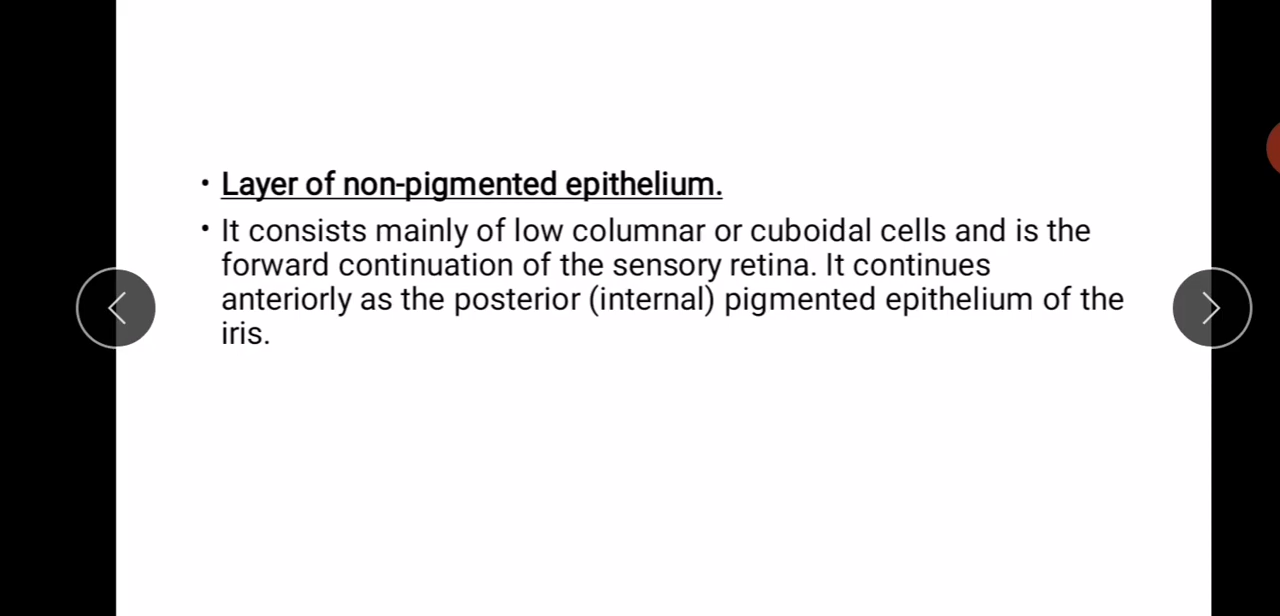 • Layer of non-pigmented epithelium.
• It consists mainly of low columnar or cuboidal cells and is the
forward continuation of the sensory retina. It continues
anteriorly as the posterior (internal) pigmented epithelium of the
iris.